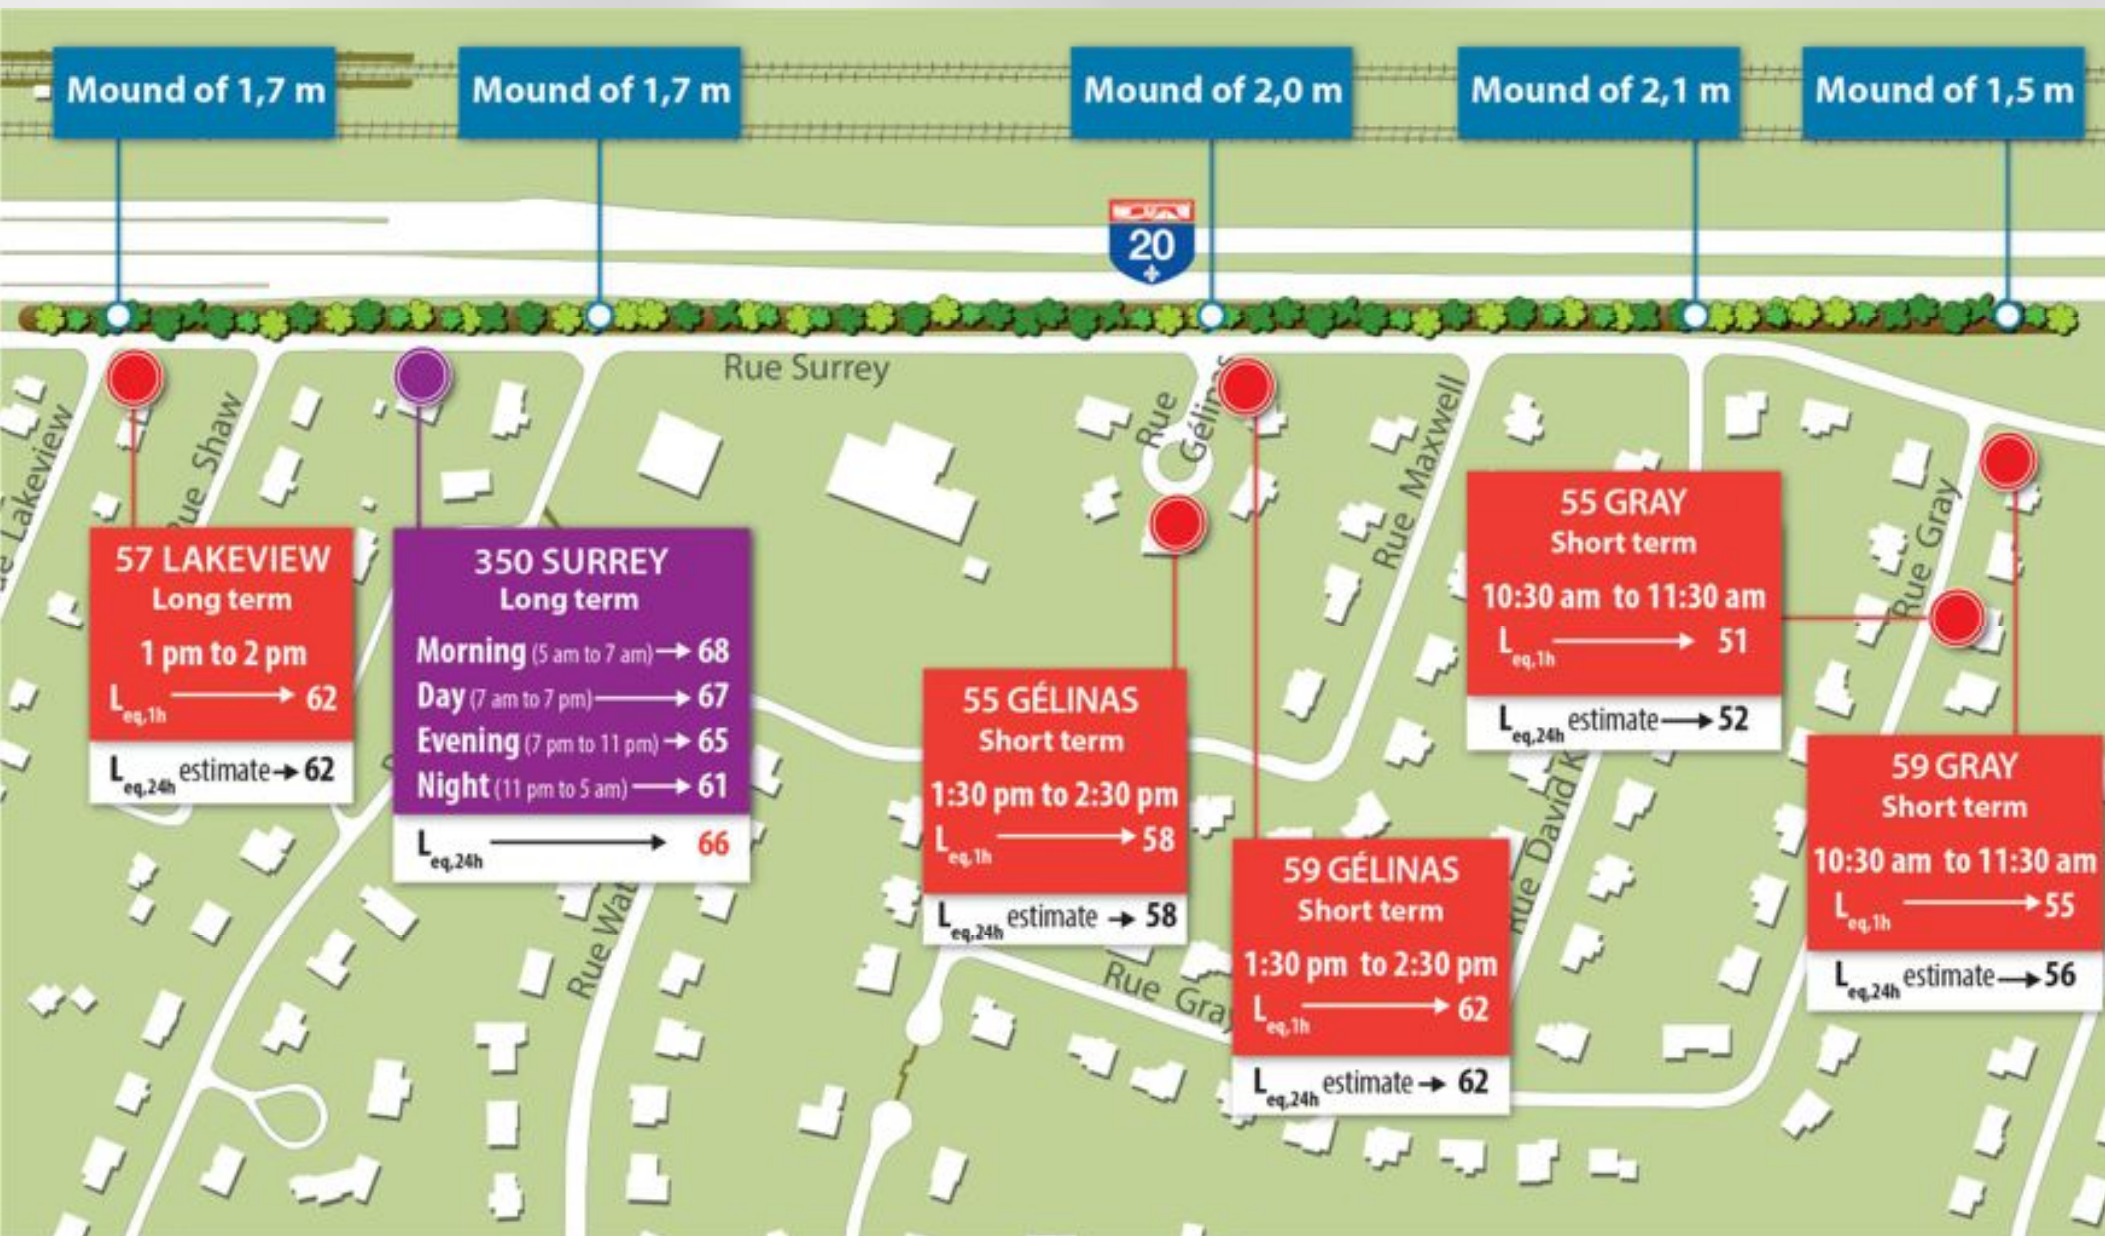 Mound of 1,7 m
Mound of 1,7 m
Mound of 2,0 m
Mound of 2,1 m
Mound of 1,5 m
20
Rue Surrey
Rue Shaw
Lakeview
Rue Gélinas
Rue Maxwell
Rue Gray
57 LAKEVIEW
Long term
1 pm to 2 pm
Leq,1h 62
Leq,24h estimate → 62
350 SURREY
Long term
Morning (5 am to 7 am) → 68
Day (7 am to 7 pm) → 67
Evening (7 pm to 11 pm) → 65
Night (11 pm to 5 am) → 61
Leq,24h → 66
55 GÉLINAS
Short term
1:30 pm to 2:30 pm
Leq,1h → 58
Leq,24h estimate → 58
59 GÉLINAS
Short term
1:30 pm to 2:30 pm
Leq,1h → 62
Leq,24h estimate → 62
55 GRAY
Short term
10:30 am to 11:30 am
Leq,1h → 51
Leq,24h estimate → 52
59 GRAY
Short term
10:30 am to 11:30 am
Leq,1h → 55
Leq,24h estimate → 56
Rue Wat
Rue Gray
Rue David K